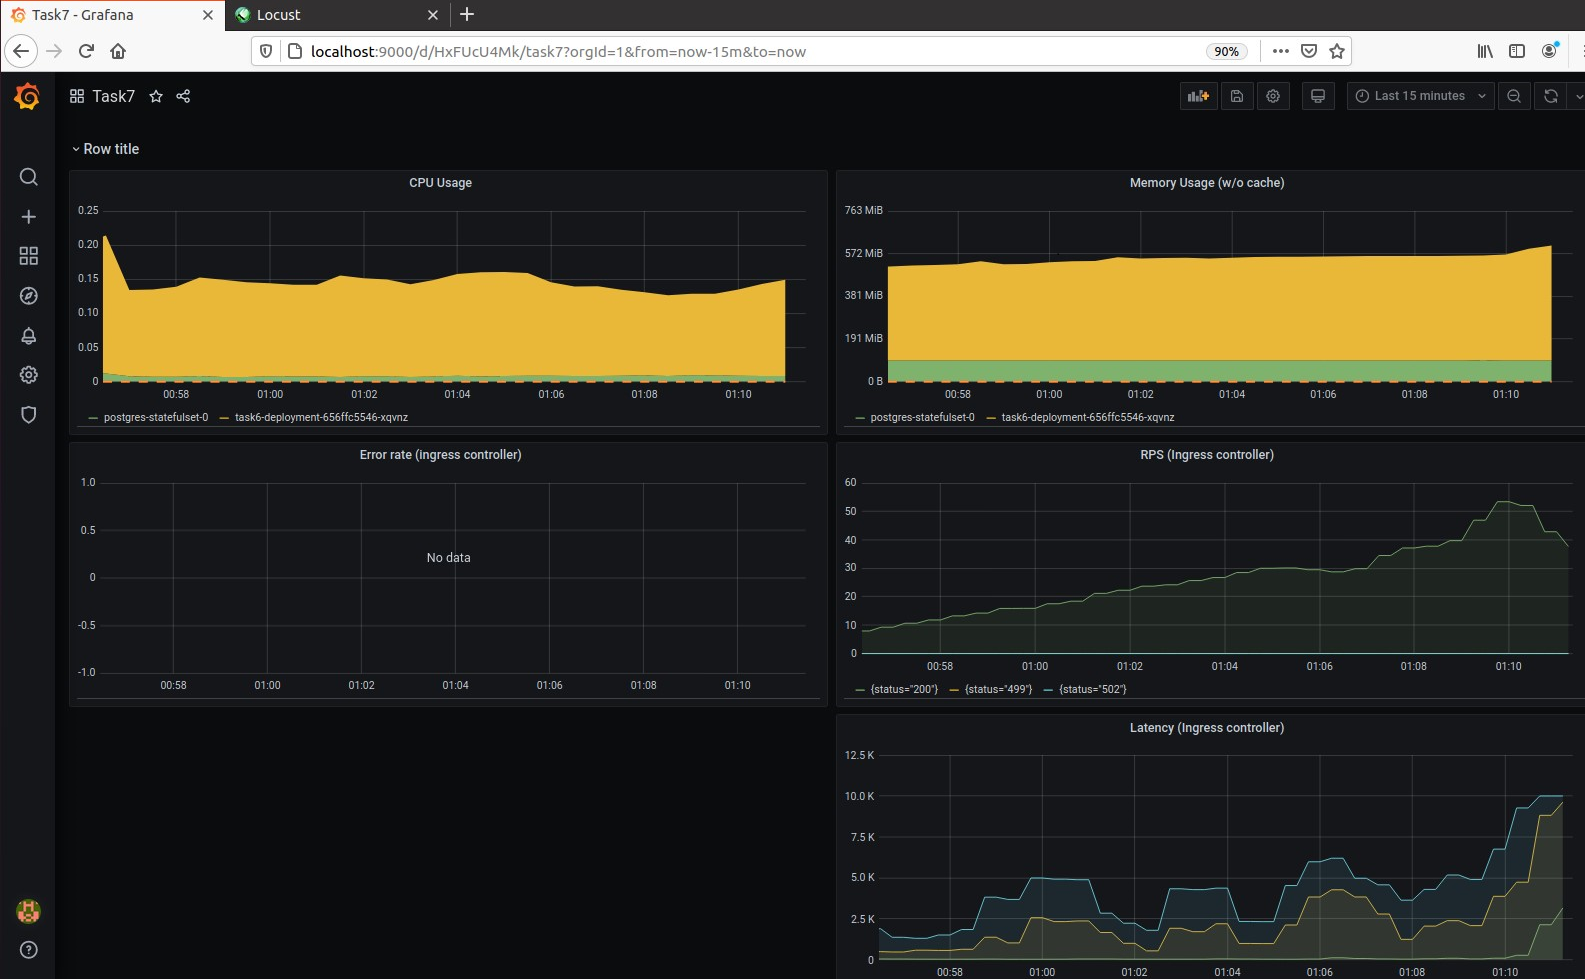 Task7 - Grafana
Locust
localhost:9000/d/HxFUcU4Mk/task7?orgId=1&from=now-15m&to=now
90%
Task7
Last 15 minutes
Row title
CPU Usage
0.25
0.20
0.15
0.10
0.05
0
00:58 01:00 01:02 01:04 01:06 01:08 01:10
postgres-statefulset-0 task6-deployment-656ffc5546-xqvnz
Memory Usage (w/o cache)
763 MiB
572 MiB
381 MiB
191 MiB
0 B
00:58 01:00 01:02 01:04 01:06 01:08 01:10
postgres-statefulset-0 task6-deployment-656ffc5546-xqvnz
Error rate (ingress controller)
1.0
0.5
No data
0
-0.5
-1.0
00:58 01:00 01:02 01:04 01:06 01:08 01:10
RPS (Ingress controller)
60
50
40
30
20
10
0
00:58 01:00 01:02 01:04 01:06 01:08 01:10
{status="200"} {status="499"} {status="502"}
Latency (Ingress controller)
12.5 K
10.0 K
7.5 K
5.0 K
2.5 K
0
00:58 01:00 01:02 01:04 01:06 01:08 01:10